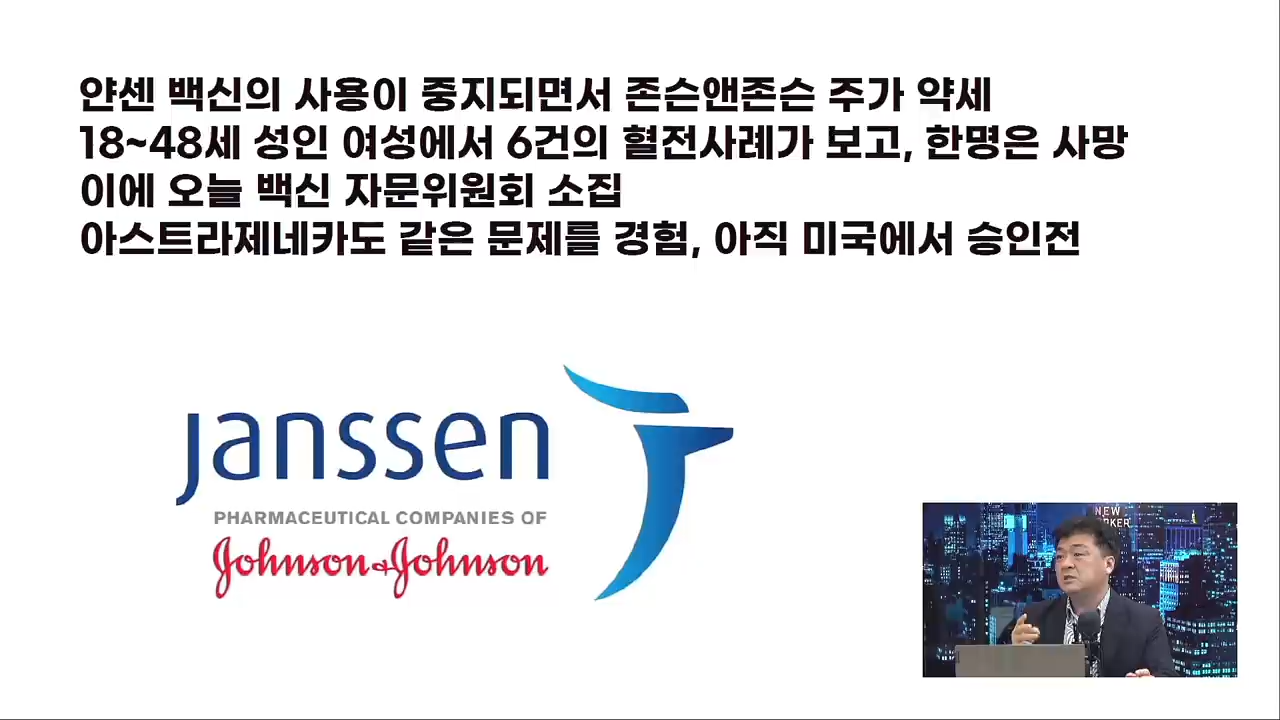 얀센 백신의 사용이 중지되면서 존슨앤존슨 주가 약세
18~48세 성인 여성에서 6건의 혈전사례가 보고, 한명은 사망
이에 오늘 백신 자문위원회 소집
아스트라제네카도 같은 문제를 경험, 아직 미국에서 승인전
Janssen
PHARMACEUTICAL COMPANIES OF
Johnson & Johnson
NEW